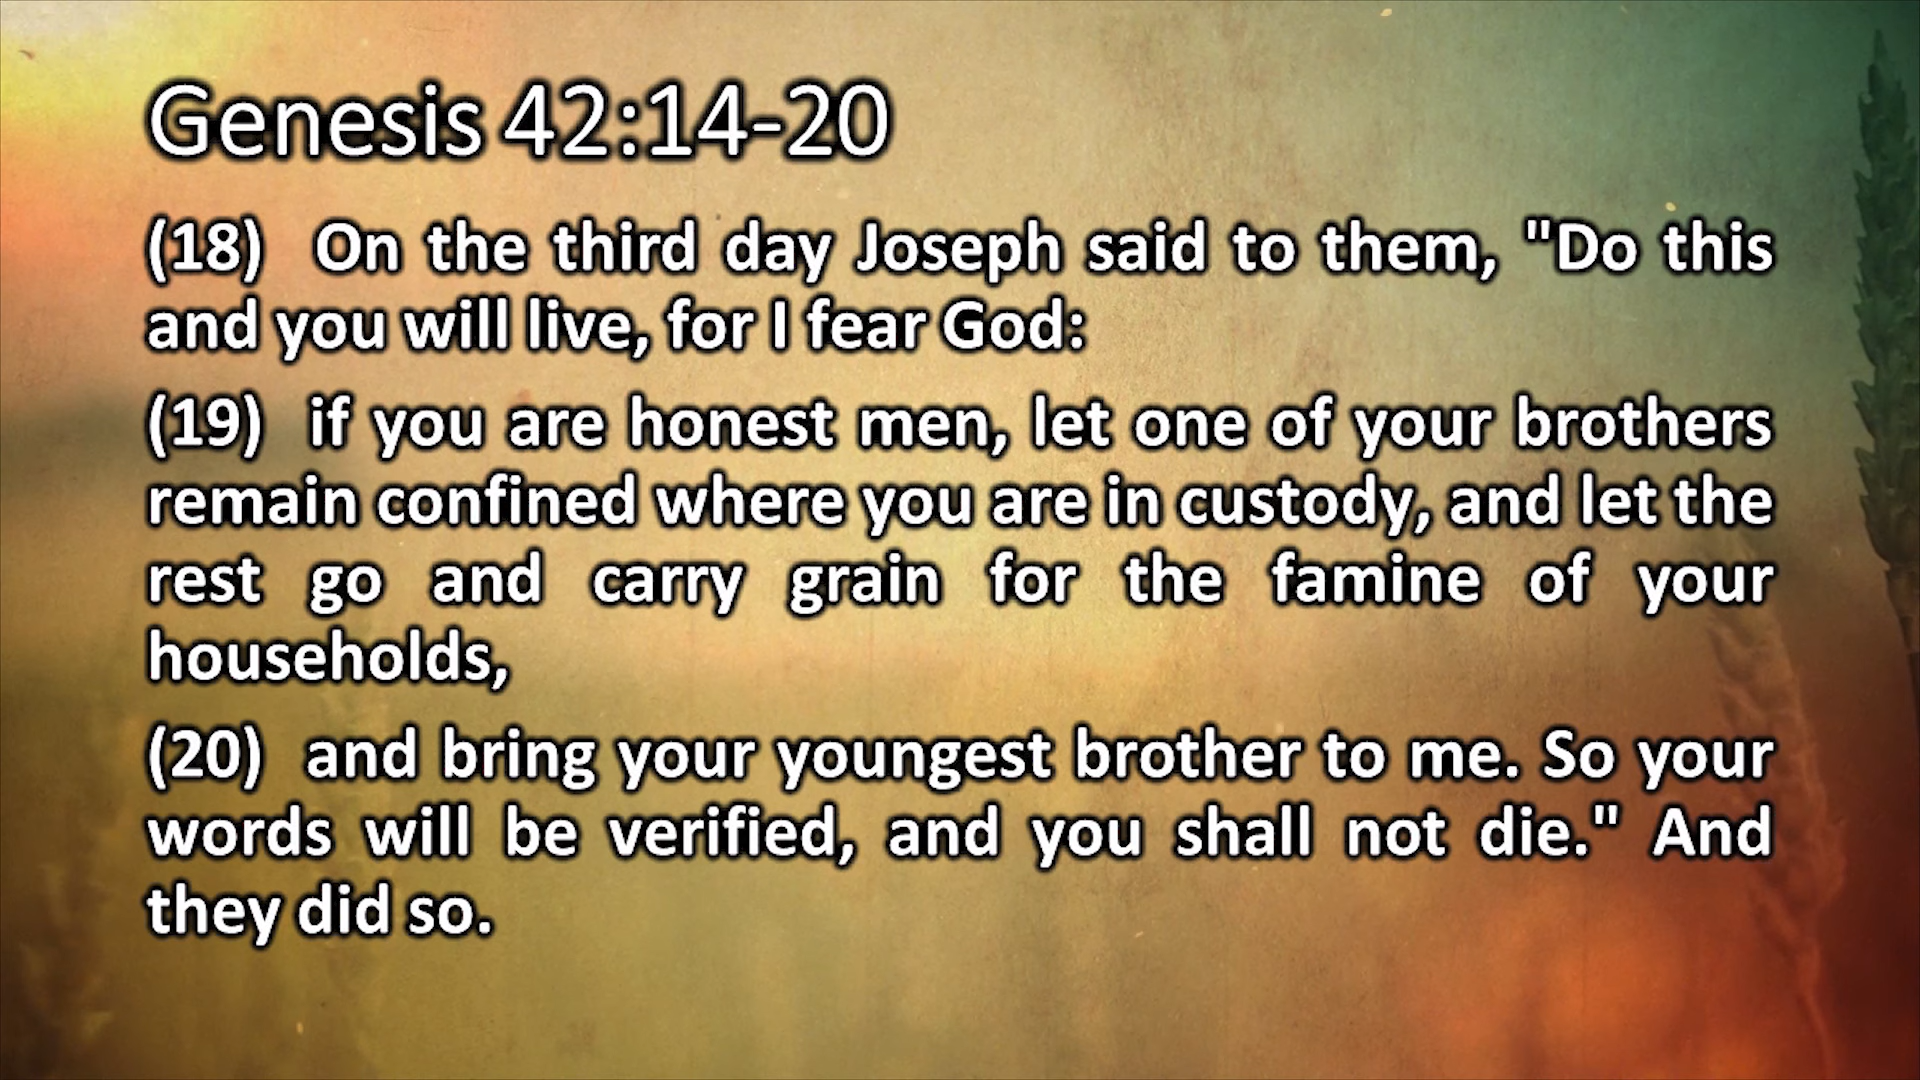 Genesis 42:14-20
(18) On the third day Joseph said to them, "Do this
and you will live, for I fear God:
(19) if you are honest men, let one of your brothers
remain confined where you are in custody, and let the
rest go and carry grain for the famine of your
households,
(20) and bring your youngest brother to me. So your
words will be verified, and you shall not die." And
they did so.